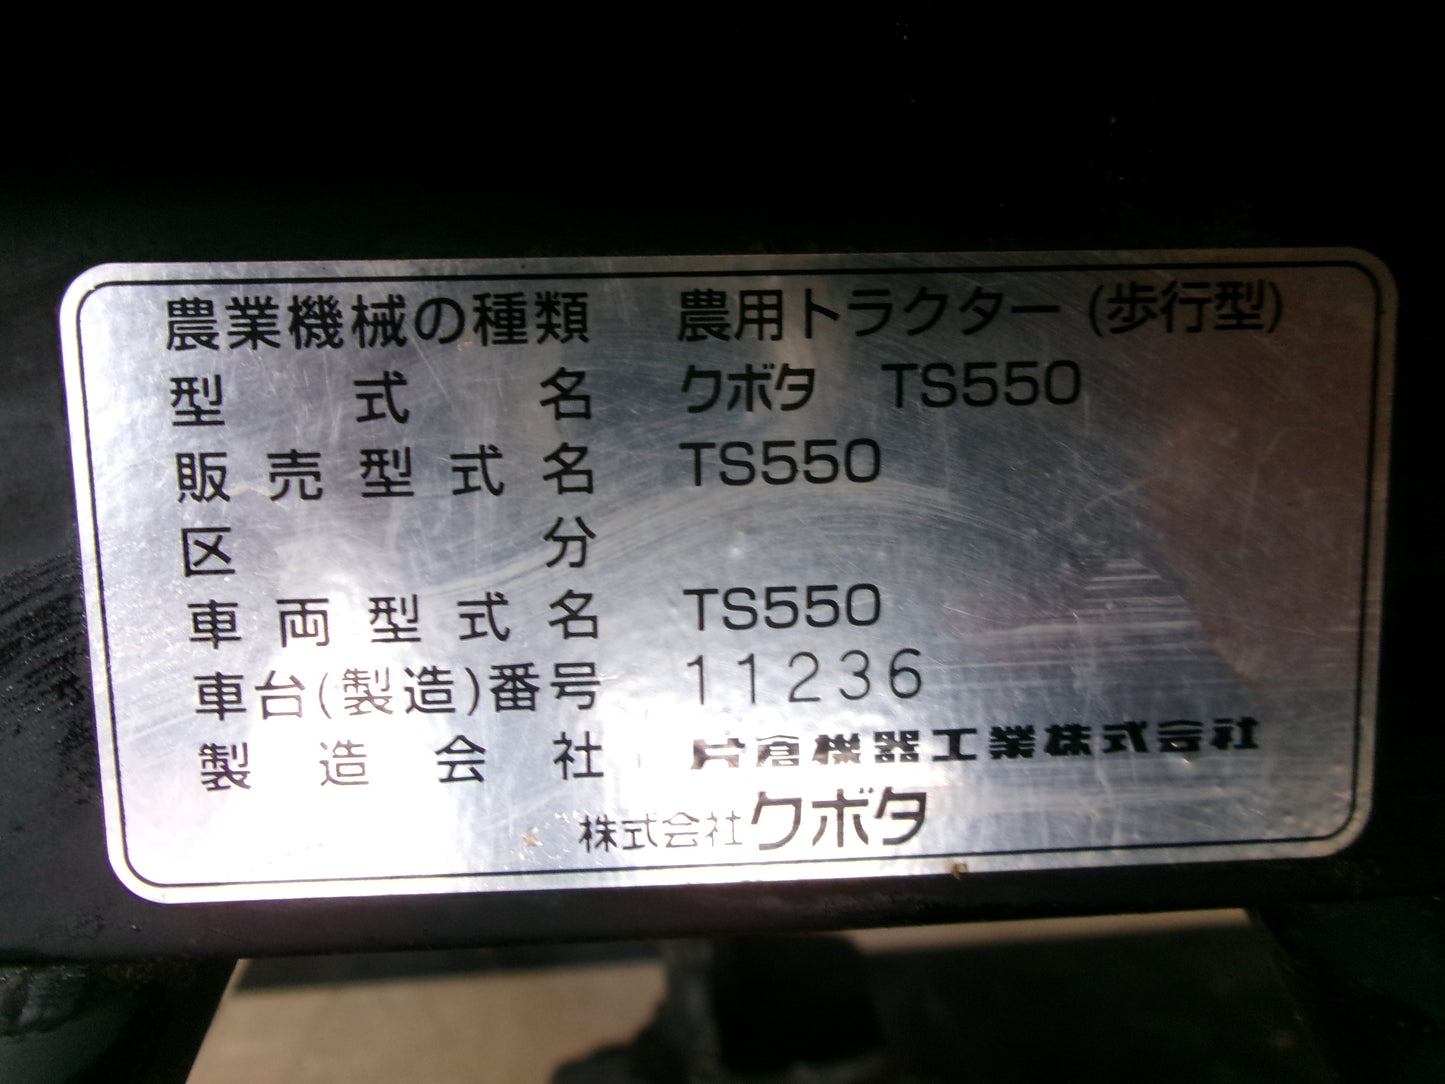 農業機械の種類 農用トラクター(歩行型)
型式名 クボタ TS550
販売型式名 TS550
区分
車両型式名 TS550
車台(製造)番号 11236
製造会社 片倉機器工業株式会社
株式会社クボタ